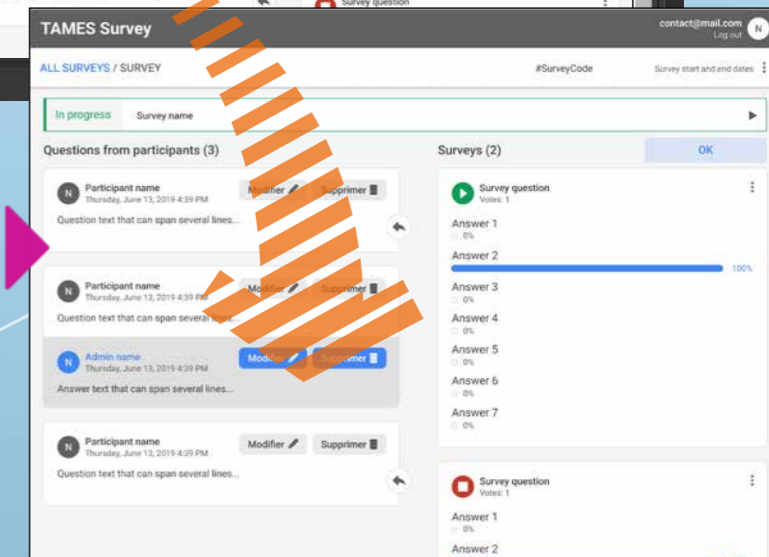 Survey question
TAMES Survey
contact@mail.com
Log out
N
ALL SURVEYS / SURVEY
#SurveyCode
Survey start and end dates
In progress
Survey name
Questions from participants (3)
N
Participant name
Thursday, June 13, 2019 4:39 PM
Modifier
Supprimer
Question text that can span several lines...
N
Participant name
Thursday, June 13, 2019 4:39 PM
Modifier
Supprimer
Question text that can span several lines...
N
Admin name
Thursday, June 13, 2019 4:39 PM
Modifier
Supprimer
Answer text that can span several lines...
N
Participant name
Thursday, June 13, 2019 4:39 PM
Modifier
Supprimer
Question text that can span several lines...
Surveys (2)
OK
Survey question
Votes: 1
Answer 1
0%
Answer 2
100%
Answer 3
0%
Answer 4
0%
Answer 5
0%
Answer 6
0%
Answer 7
0%
Survey question
Votes: 1
Answer 1
0%
Answer 2